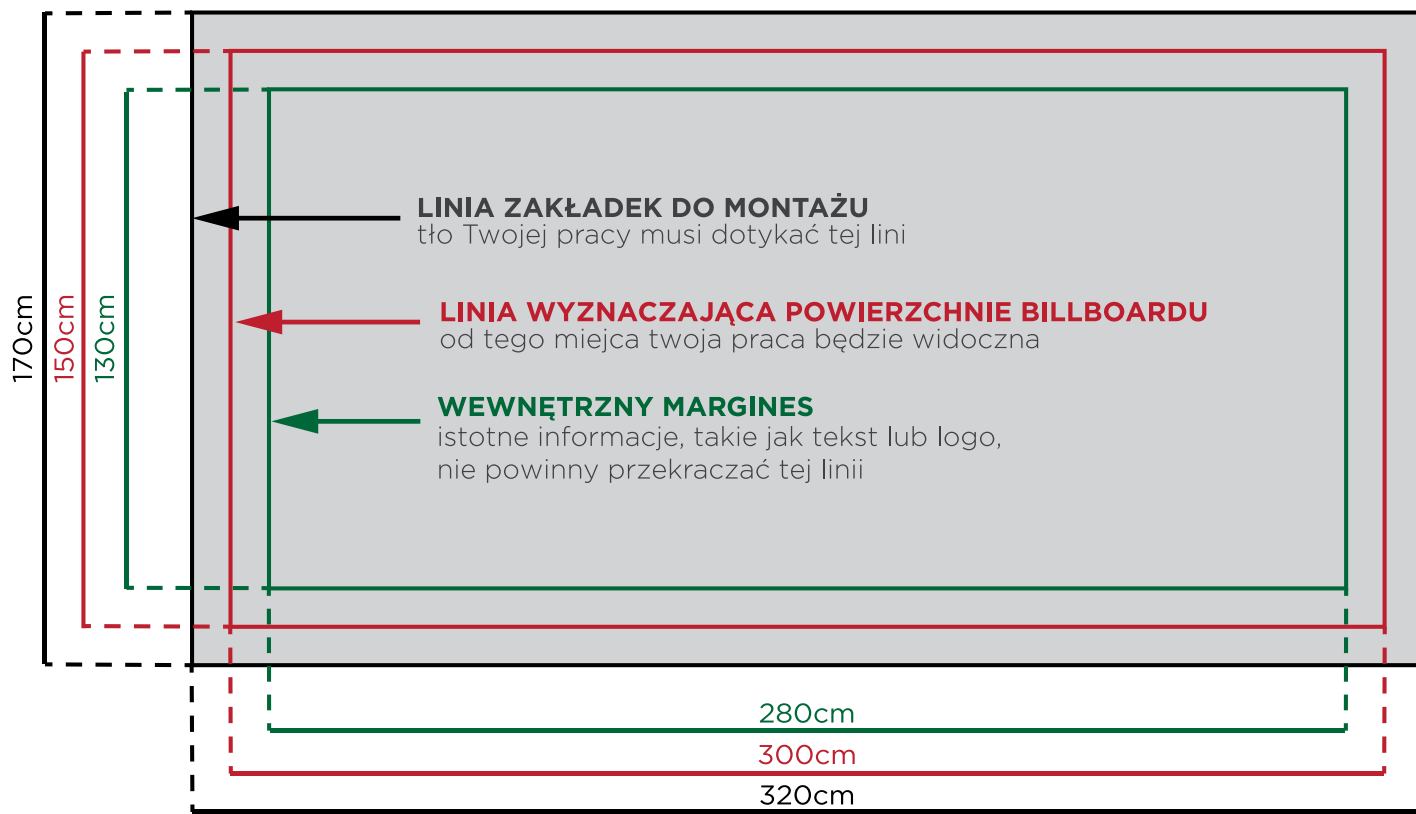 LINIA ZAKŁADEK DO MONTAŻU
tło Twojej pracy musi dotykać tej lini
LINIA WYZNACZAJĄCA POWIERZCHNIE BILLBOARDU
od tego miejca twoja praca będzie widoczna
WEWNĘTRZNY MARGINES
istotne informacje, takie jak tekst lub logo,
nie powinny przekraczać tej linii
170cm
150cm
130cm
280cm
300cm
320cm